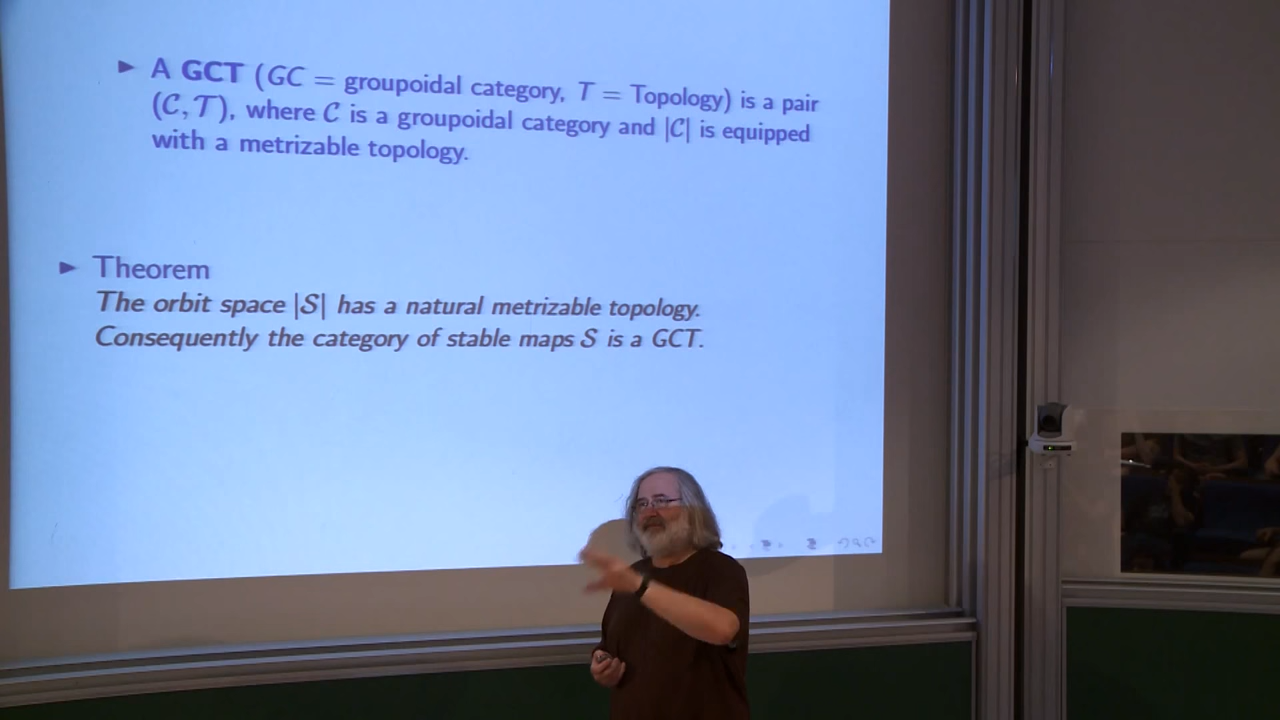 ► A GCT (GC = groupoidal category, T = Topology) is a pair
(𝒞, 𝒯), where 𝒞 is a groupoidal category and |𝒞| is equipped
with a metrizable topology.
► Theorem
The orbit space |𝒮| has a natural metrizable topology.
Consequently the category of stable maps 𝒮 is a GCT.